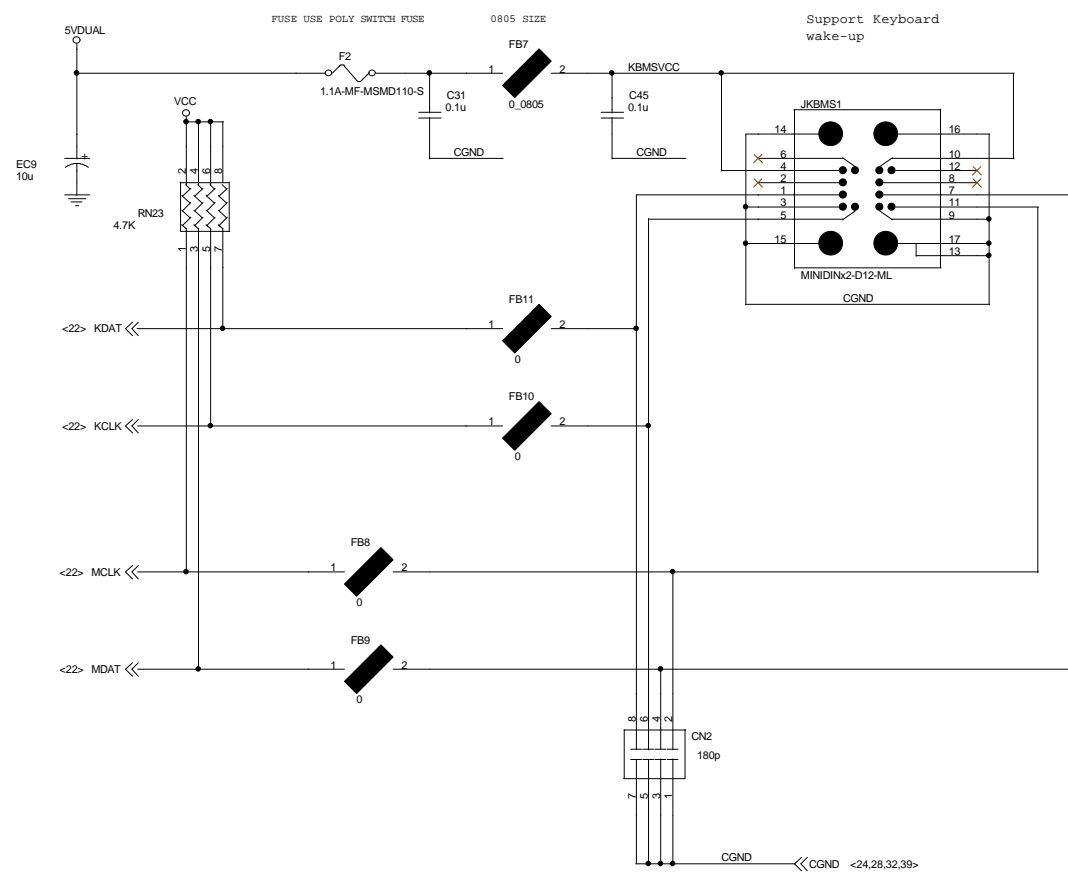 FUSE USE POLY SWITCH FUSE
0805 SIZE
Support Keyboard
wake-up
5VDUAL
F2
1.1A-MF-MSMD110-S
FB7
1 2
0_0805
KBMSVCC
C31
0.1u
CGND
C45
0.1u
CGND
VCC
EC9
10u
+
2 4 6 8
RN23
4.7K
1 3 5 7
JKBMS1
14 16
6 10
4 12
2 8
1 7
3 11
5 9
15 17
13
MINIDINx2-D12-ML
CGND
<22> KDAT
FB11
1 2
0
<22> KCLK
FB10
1 2
0
<22> MCLK
FB8
1 2
0
<22> MDAT
FB9
1 2
0
8 6 4 2
CN2
180p
7 5 3 1
CGND
CGND <24,28,32,39>